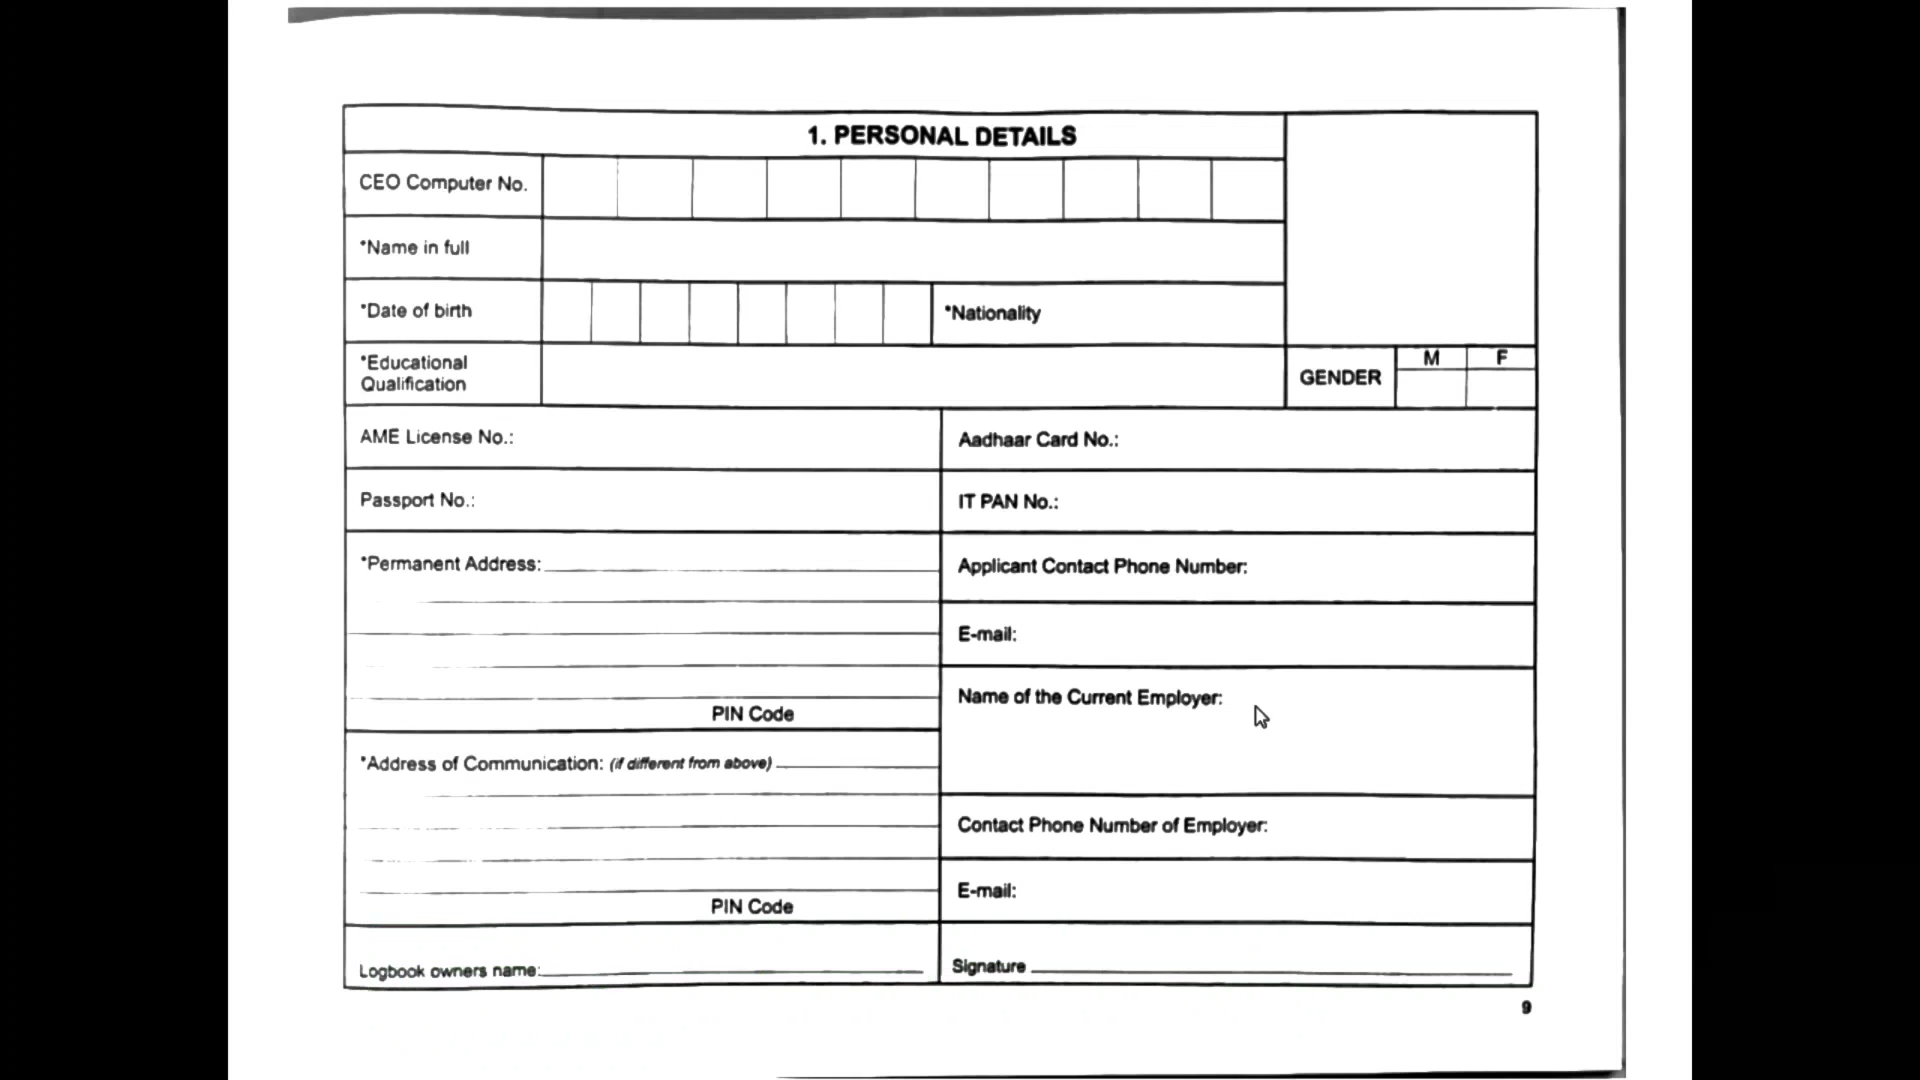 1. PERSONAL DETAILS
CEO Computer No.
*Name in full
*Date of birth
*Nationality
*Educational
Qualification
GENDER
M
F
AME License No.:
Aadhaar Card No.:
Passport No.:
IT PAN No.:
*Permanent Address:
PIN Code
Applicant Contact Phone Number:
E-mail:
Name of the Current Employer:
*Address of Communication: (if different from above)
PIN Code
Contact Phone Number of Employer:
E-mail:
Logbook owners name:
Signature
9